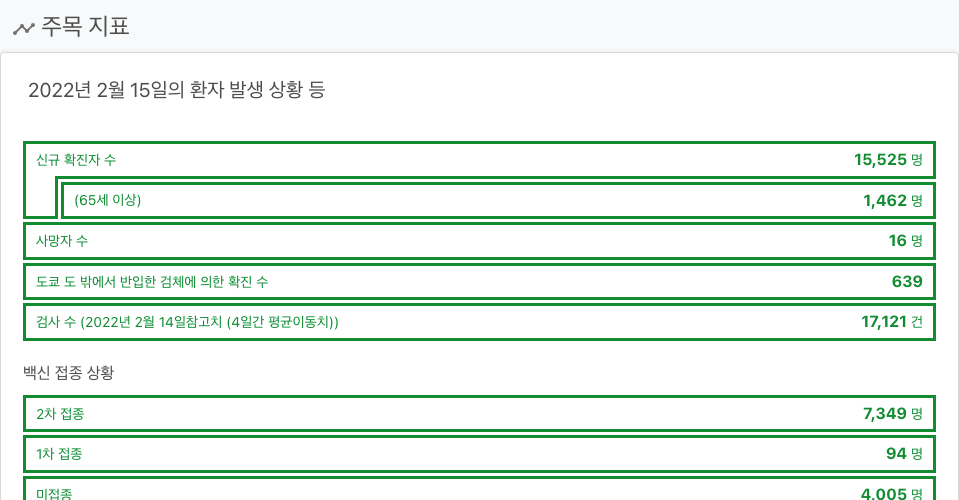 주목 지표
2022년 2월 15일의 환자 발생 상황 등
신규 확진자 수 15,525 명
(65세 이상) 1,462 명
사망자 수 16 명
도쿄 도 밖에서 반입한 검체에 의한 확진 수 639
검사 수 (2022년 2월 14일참고치 (4일간 평균이동치)) 17,121 건
백신 접종 상황
2차 접종 7,349 명
1차 접종 94 명
미접종 4,005 명